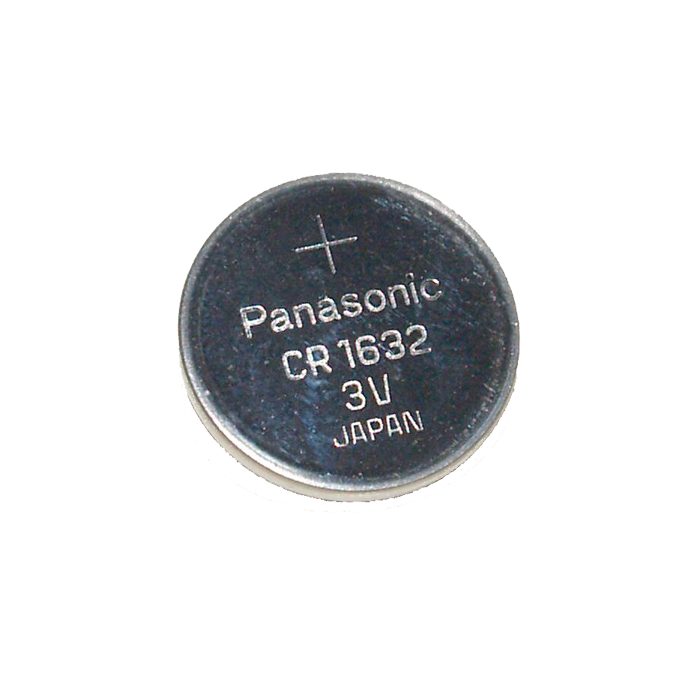 +
Panasonic
CR 1632
3V
JAPAN